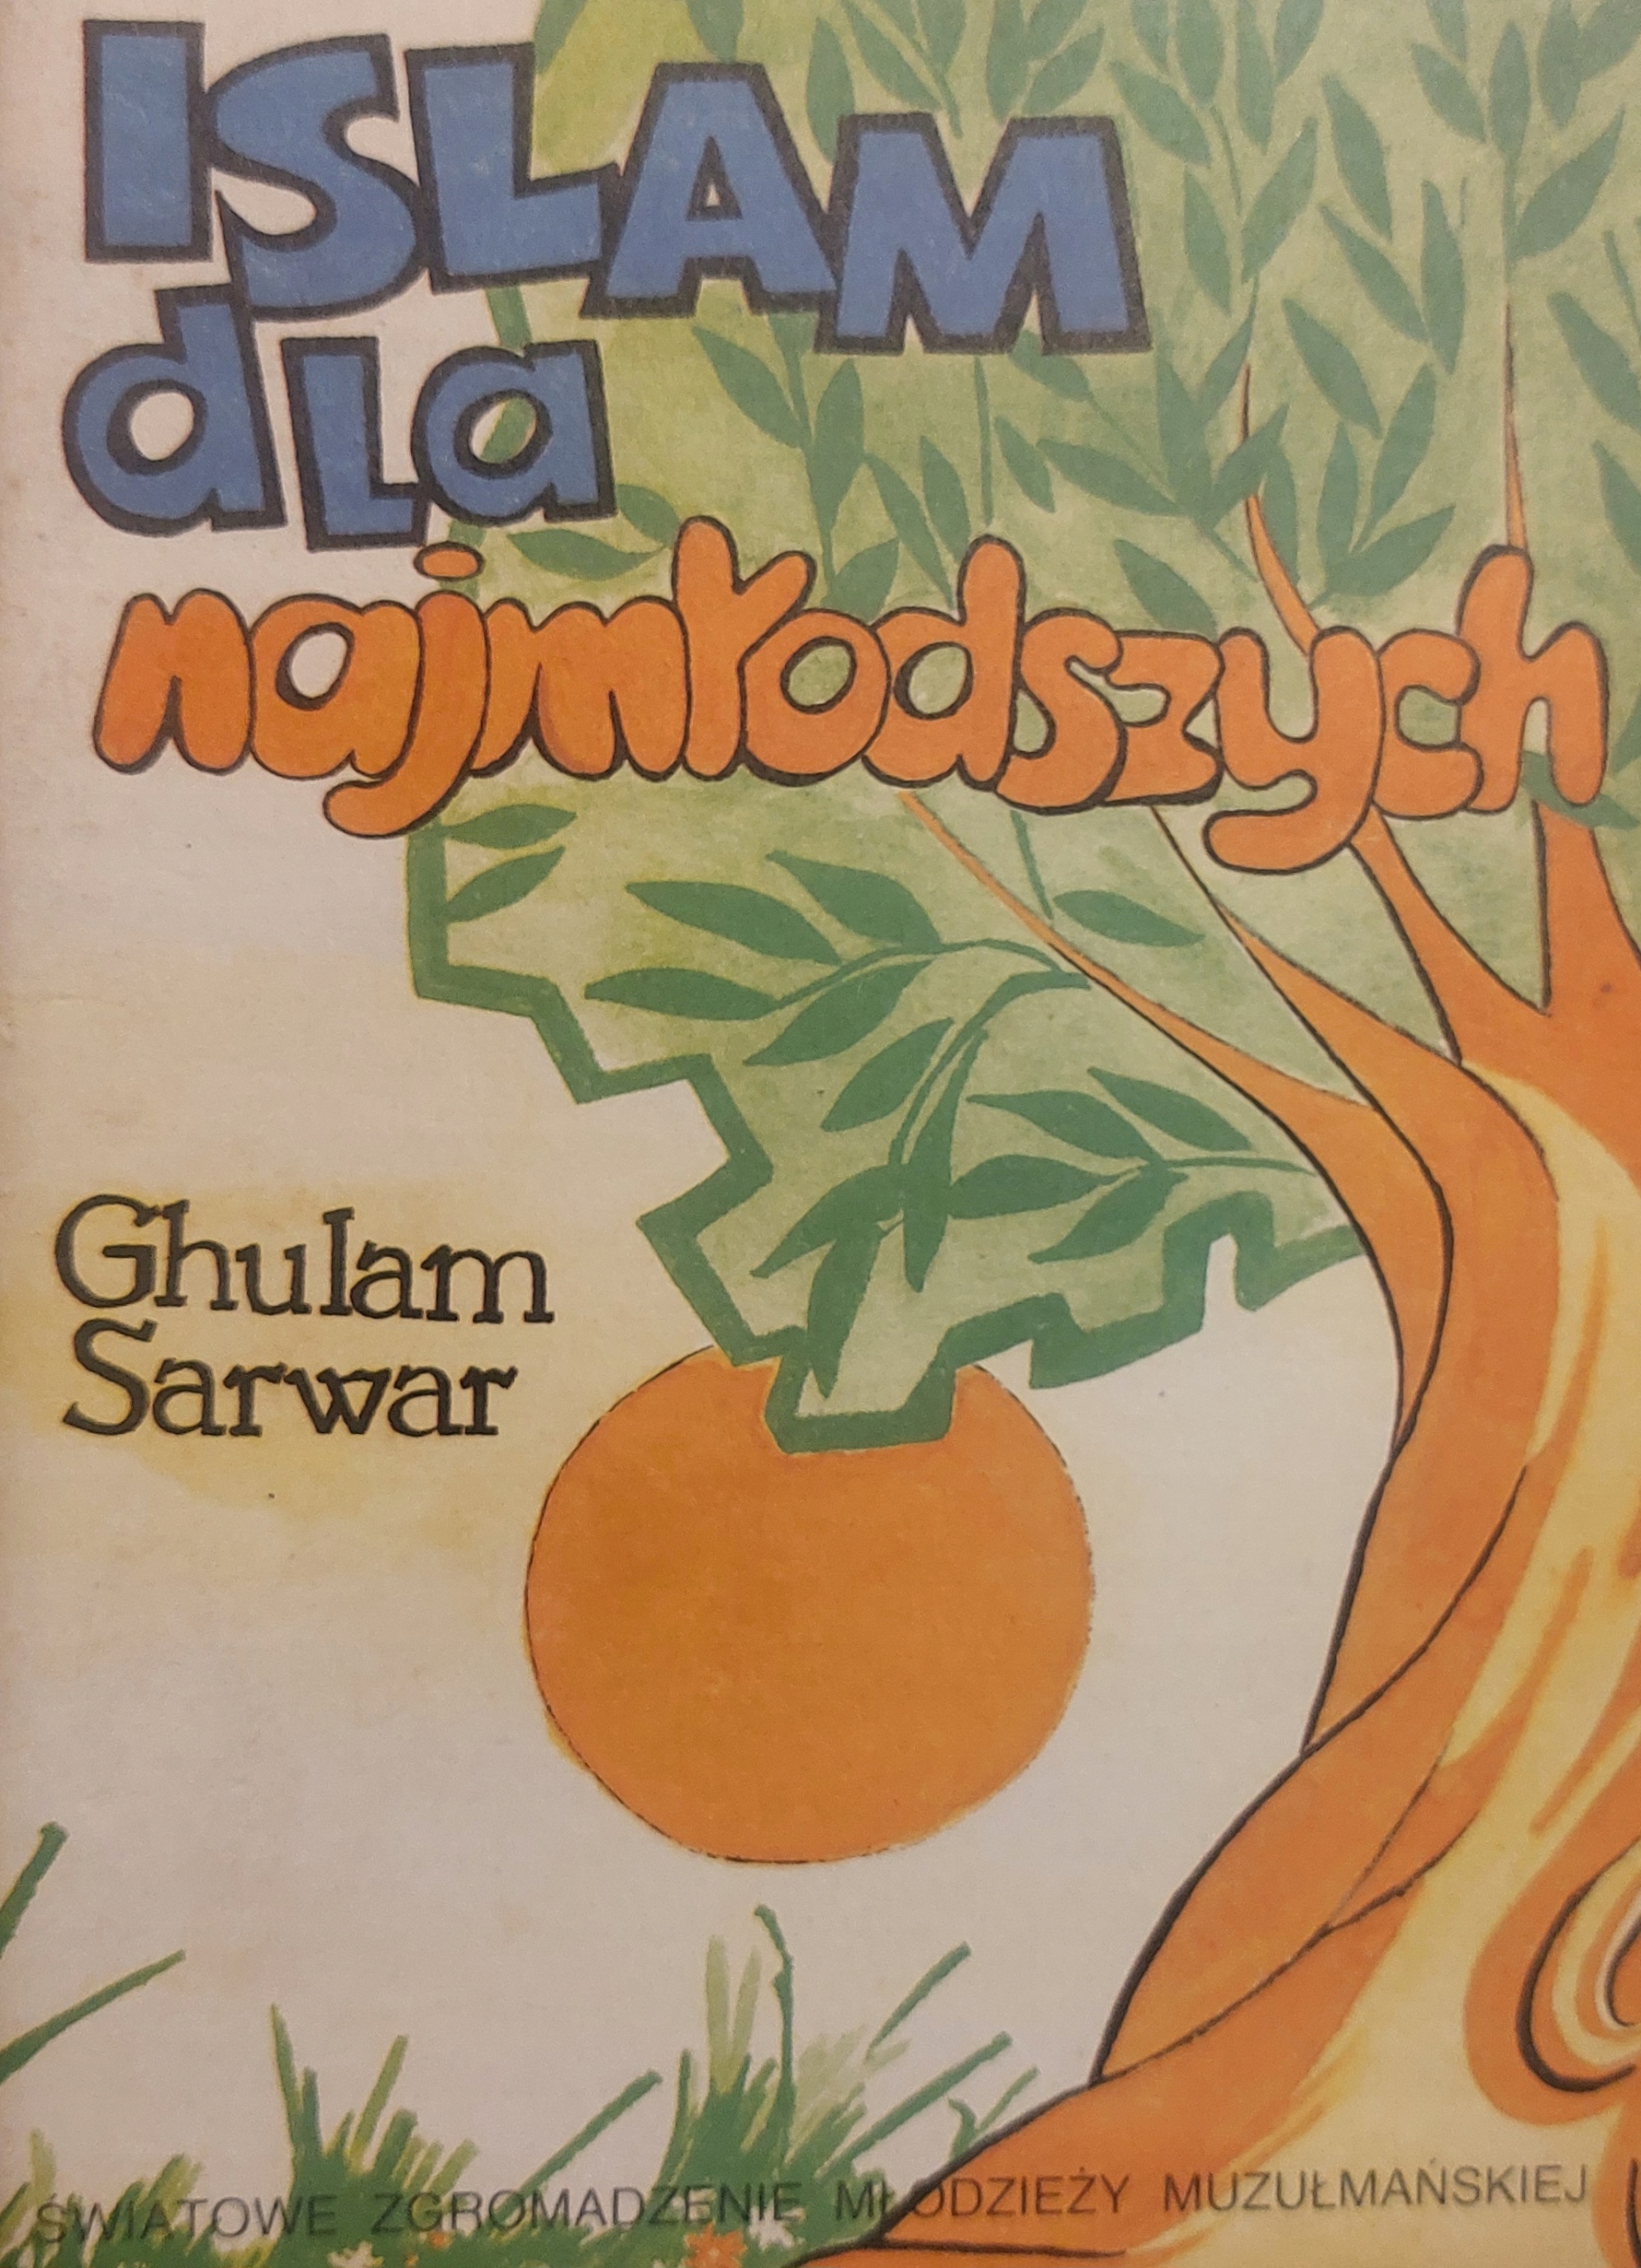 ISLAM
dla
najmłodszych
Ghulam
Sarwar
ŚWIATOWE ZGROMADZENIE MŁODZIEŻY MUZUŁMAŃSKIEJ